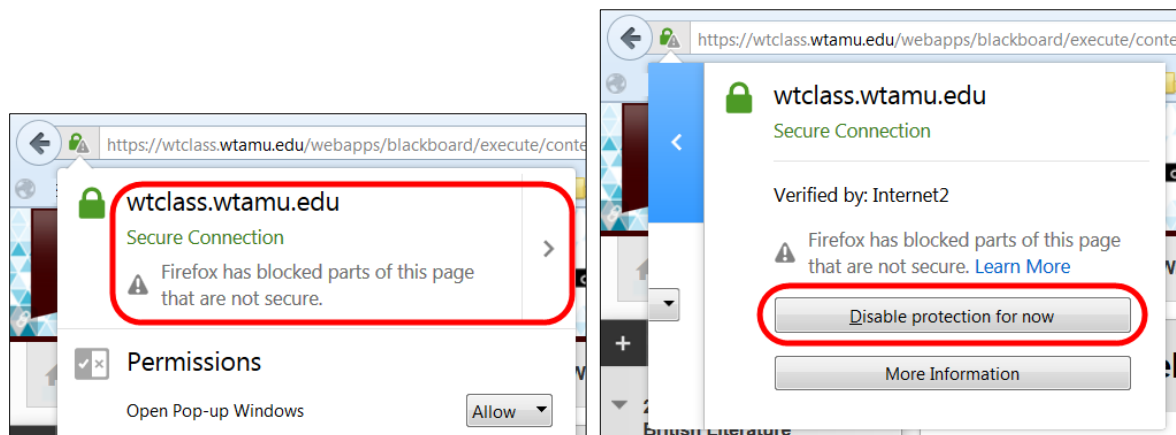 https://wtclass.wtamu.edu/webapps/blackboard/execute/conte
wtclass.wtamu.edu
Secure Connection
Firefox has blocked parts of this page
that are not secure.
Permissions
Open Pop-up Windows
Allow
https://wtclass.wtamu.edu/webapps/blackboard/execute/conte
wtclass.wtamu.edu
Secure Connection
Verified by: Internet2
Firefox has blocked parts of this page
that are not secure. Learn More
Disable protection for now
More Information
British Literature